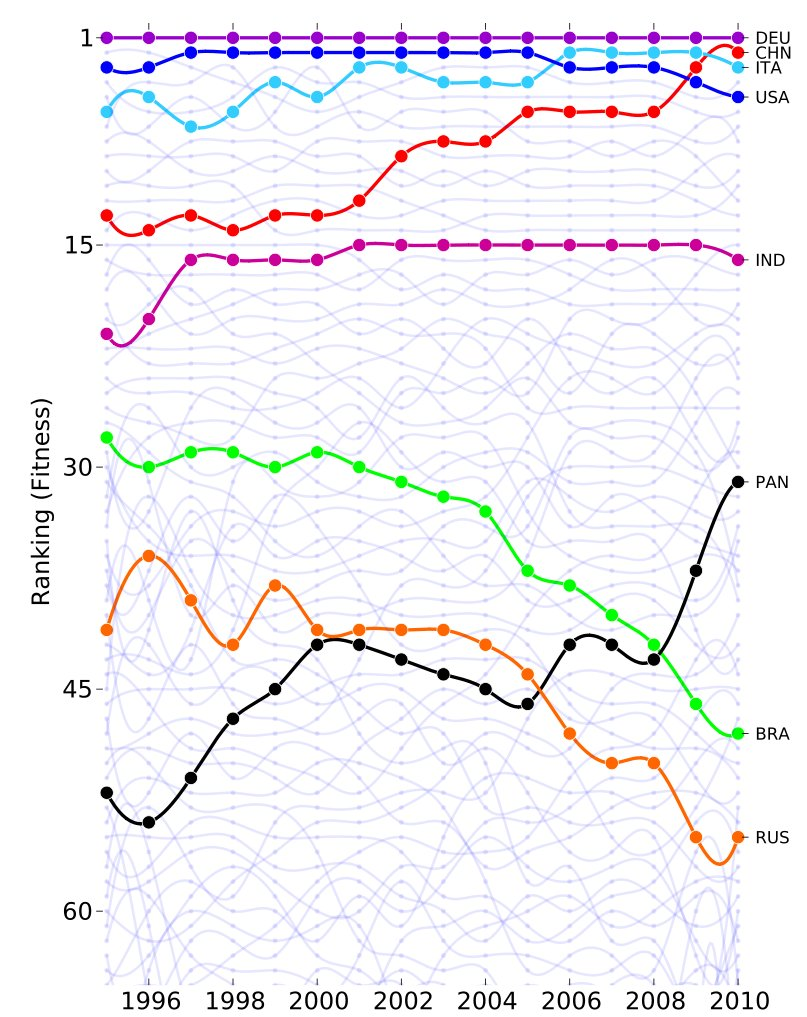 1
DEU
CHN
ITA
USA
15
IND
30
PAN
45
BRA
RUS
60
Ranking (Fitness)
1996 1998 2000 2002 2004 2006 2008 2010